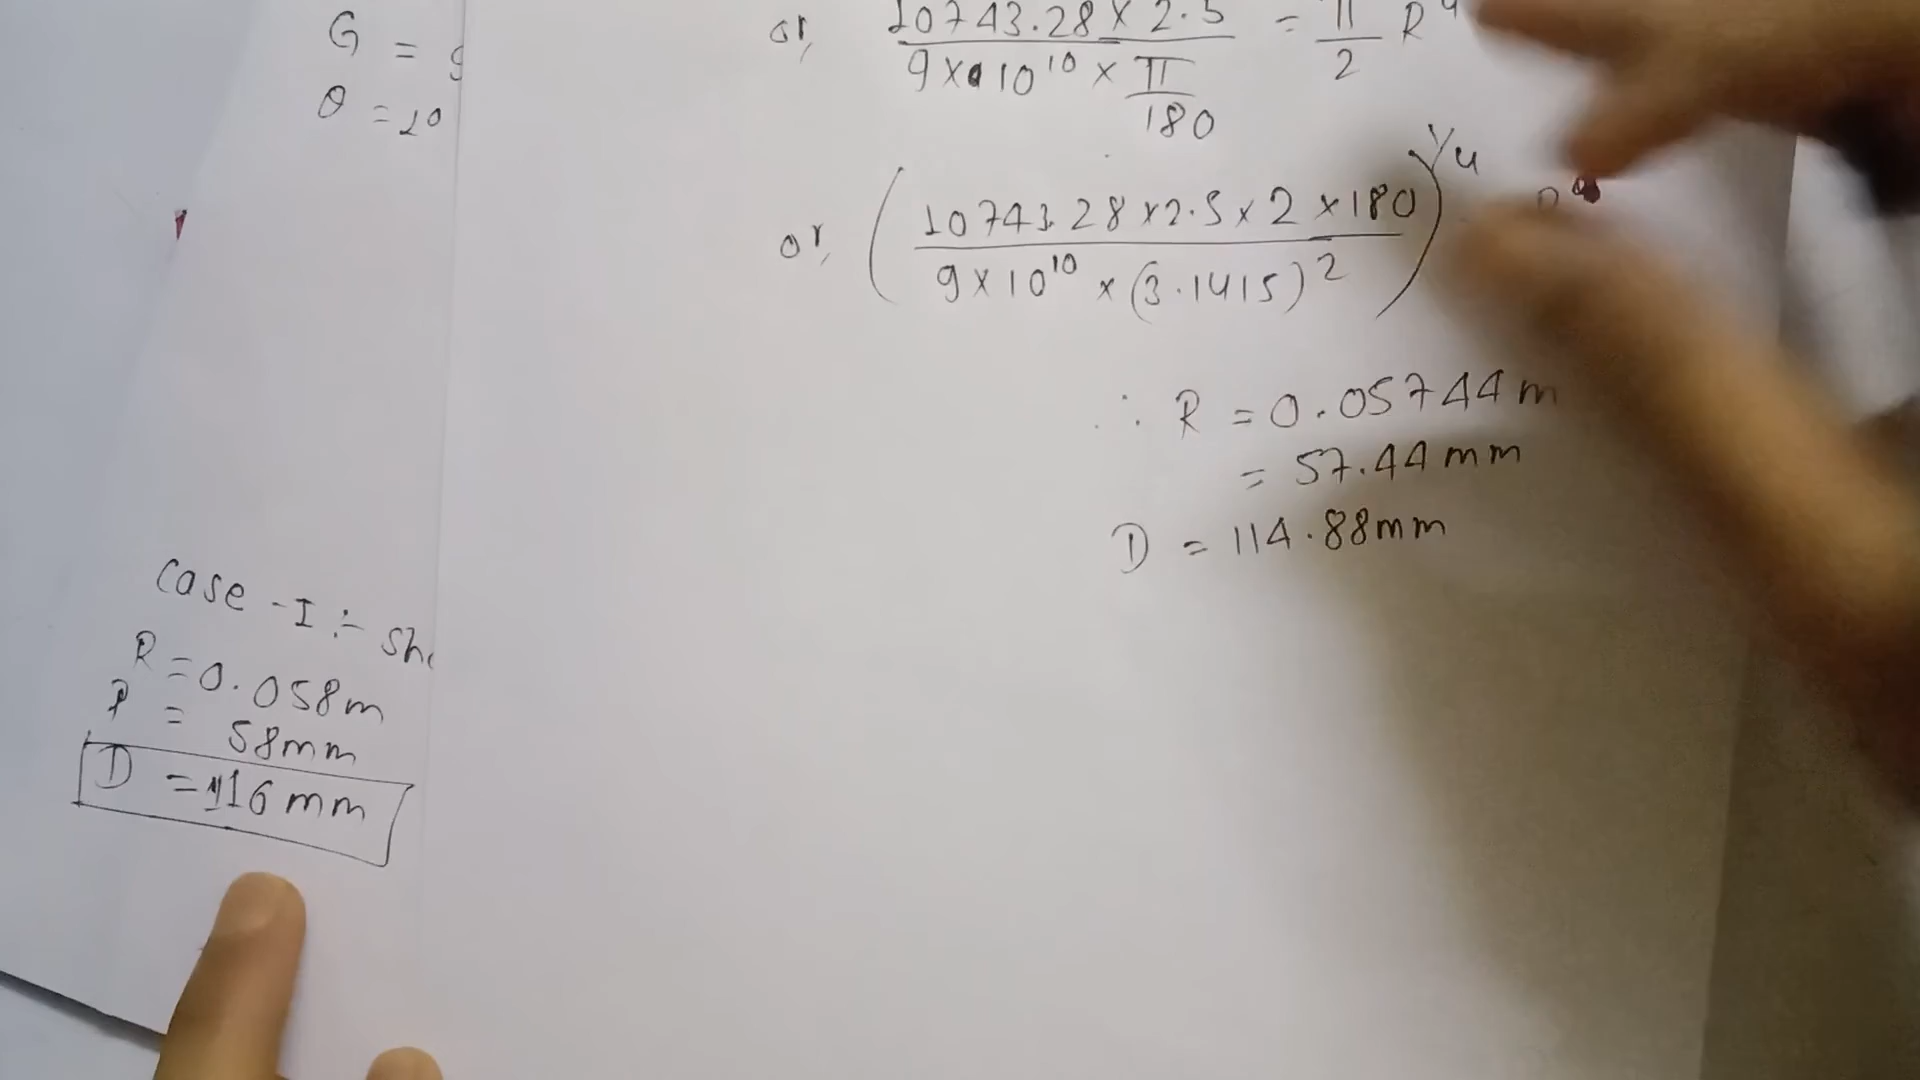 G =
θ = 10
or, 10743.28 × 2.5 / 9 × 10^10 × π/180 = π/2 R^4
or, (10743.28 × 2.5 × 2 × 180 / 9 × 10^10 × (3.1415)^2)^1/4
∴ R = 0.05744 m
= 57.44 mm
D = 114.88 mm
Case - I :-
R = 0.058 m
= 58 mm
D = 116 mm